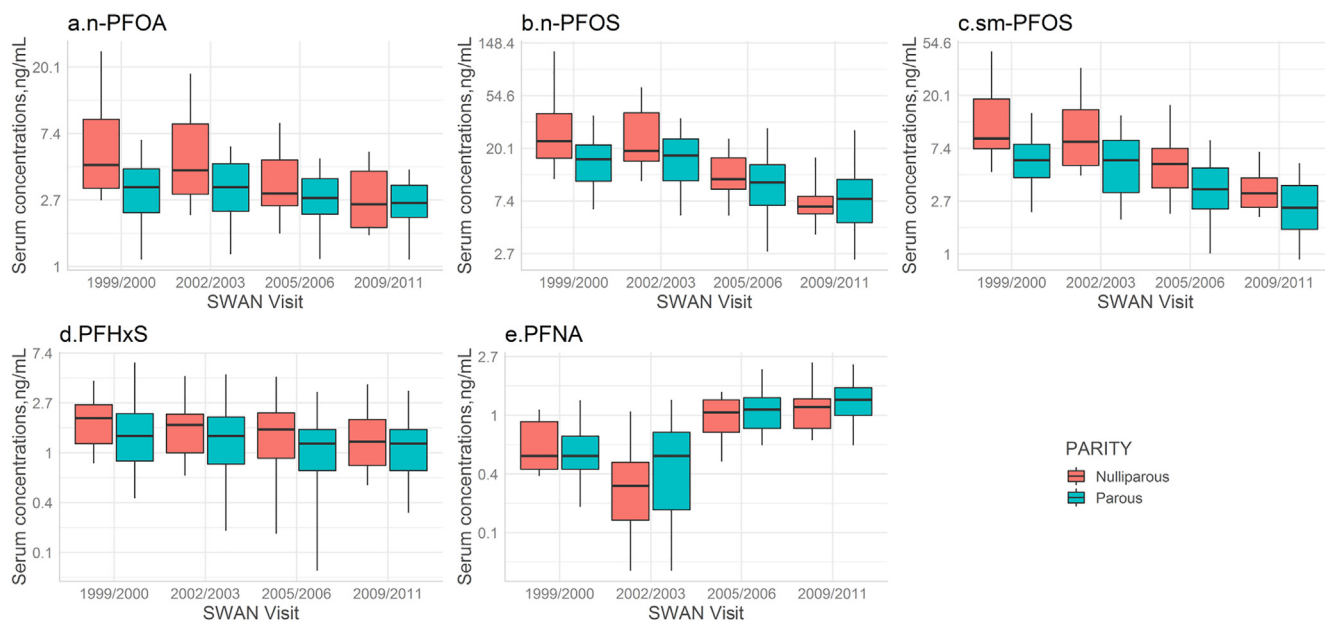 a.n-PFOA
Serum concentrations,ng/mL
20.1
7.4
2.7
1
1999/2000 2002/2003 2005/2006 2009/2011
SWAN Visit
b.n-PFOS
Serum concentrations,ng/mL
148.4
54.6
20.1
7.4
2.7
1999/2000 2002/2003 2005/2006 2009/2011
SWAN Visit
c.sm-PFOS
Serum concentrations,ng/mL
54.6
20.1
7.4
2.7
1
1999/2000 2002/2003 2005/2006 2009/2011
SWAN Visit
d.PFHxS
Serum concentrations,ng/mL
7.4
2.7
1
0.4
0.1
1999/2000 2002/2003 2005/2006 2009/2011
SWAN Visit
e.PFNA
Serum concentrations,ng/mL
2.7
1
0.4
0.1
1999/2000 2002/2003 2005/2006 2009/2011
SWAN Visit
PARITY
Nulliparous
Parous